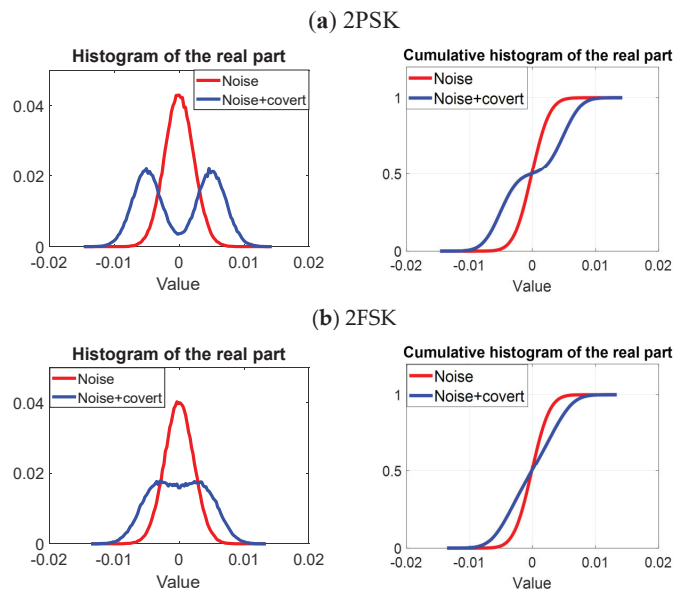 (a) 2PSK
Histogram of the real part
Noise
Noise+covert
0.04
0.02
0
-0.02 -0.01 0 0.01 0.02
Value
Cumulative histogram of the real part
Noise
Noise+covert
1
0.5
0
-0.02 -0.01 0 0.01 0.02
Value
(b) 2FSK
Histogram of the real part
Noise
Noise+covert
0.04
0.02
0
-0.02 -0.01 0 0.01 0.02
Value
Cumulative histogram of the real part
Noise
Noise+covert
1
0.5
0
-0.02 -0.01 0 0.01 0.02
Value